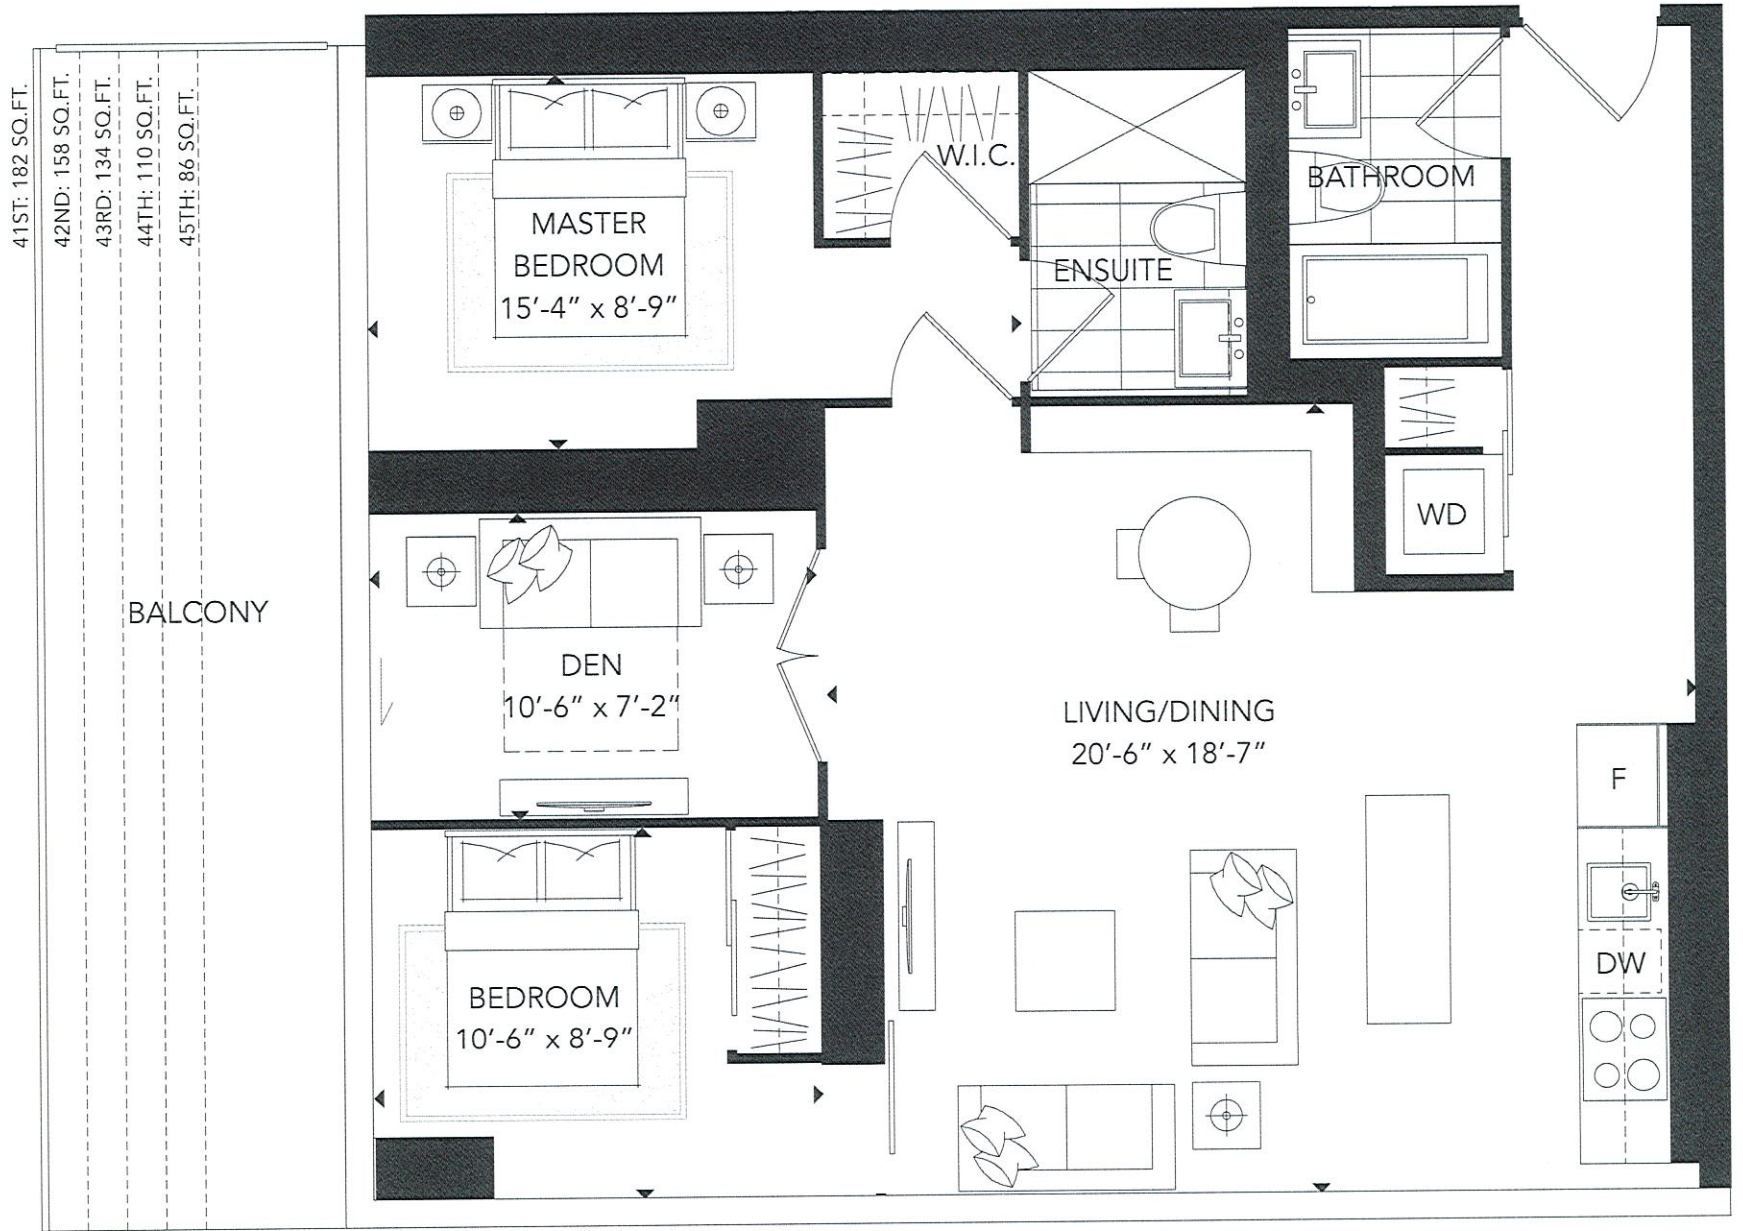 41ST: 182 SQ.FT.
42ND: 158 SQ.FT.
43RD: 134 SQ.FT.
44TH: 110 SQ.FT.
45TH: 86 SQ.FT.
BALCONY
MASTER
BEDROOM
15'-4" x 8'-9"
W.I.C.
ENSUITE
BATHROOM
WD
DEN
10'-6" x 7'-2"
LIVING/DINING
20'-6" x 18'-7"
F
DW
BEDROOM
10'-6" x 8'-9"